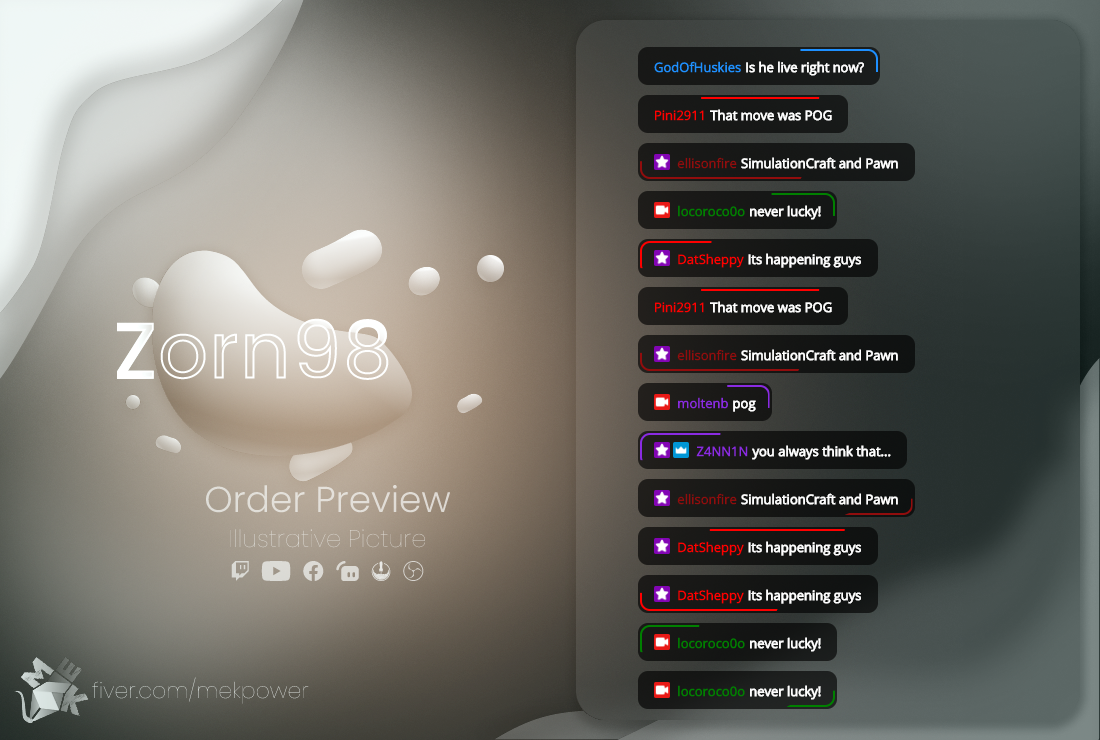 Zorn98
Order Preview
Illustrative Picture
fiver.com/mekpower
MEK
GodOfHuskies Is he live right now?
Pini2911 That move was POG
ellisonfire SimulationCraft and Pawn
locoroco0o never lucky!
DatSheppy Its happening guys
Pini2911 That move was POG
ellisonfire SimulationCraft and Pawn
moltenb pog
Z4NN1N you always think that...
ellisonfire SimulationCraft and Pawn
DatSheppy Its happening guys
DatSheppy Its happening guys
locoroco0o never lucky!
locoroco0o never lucky!